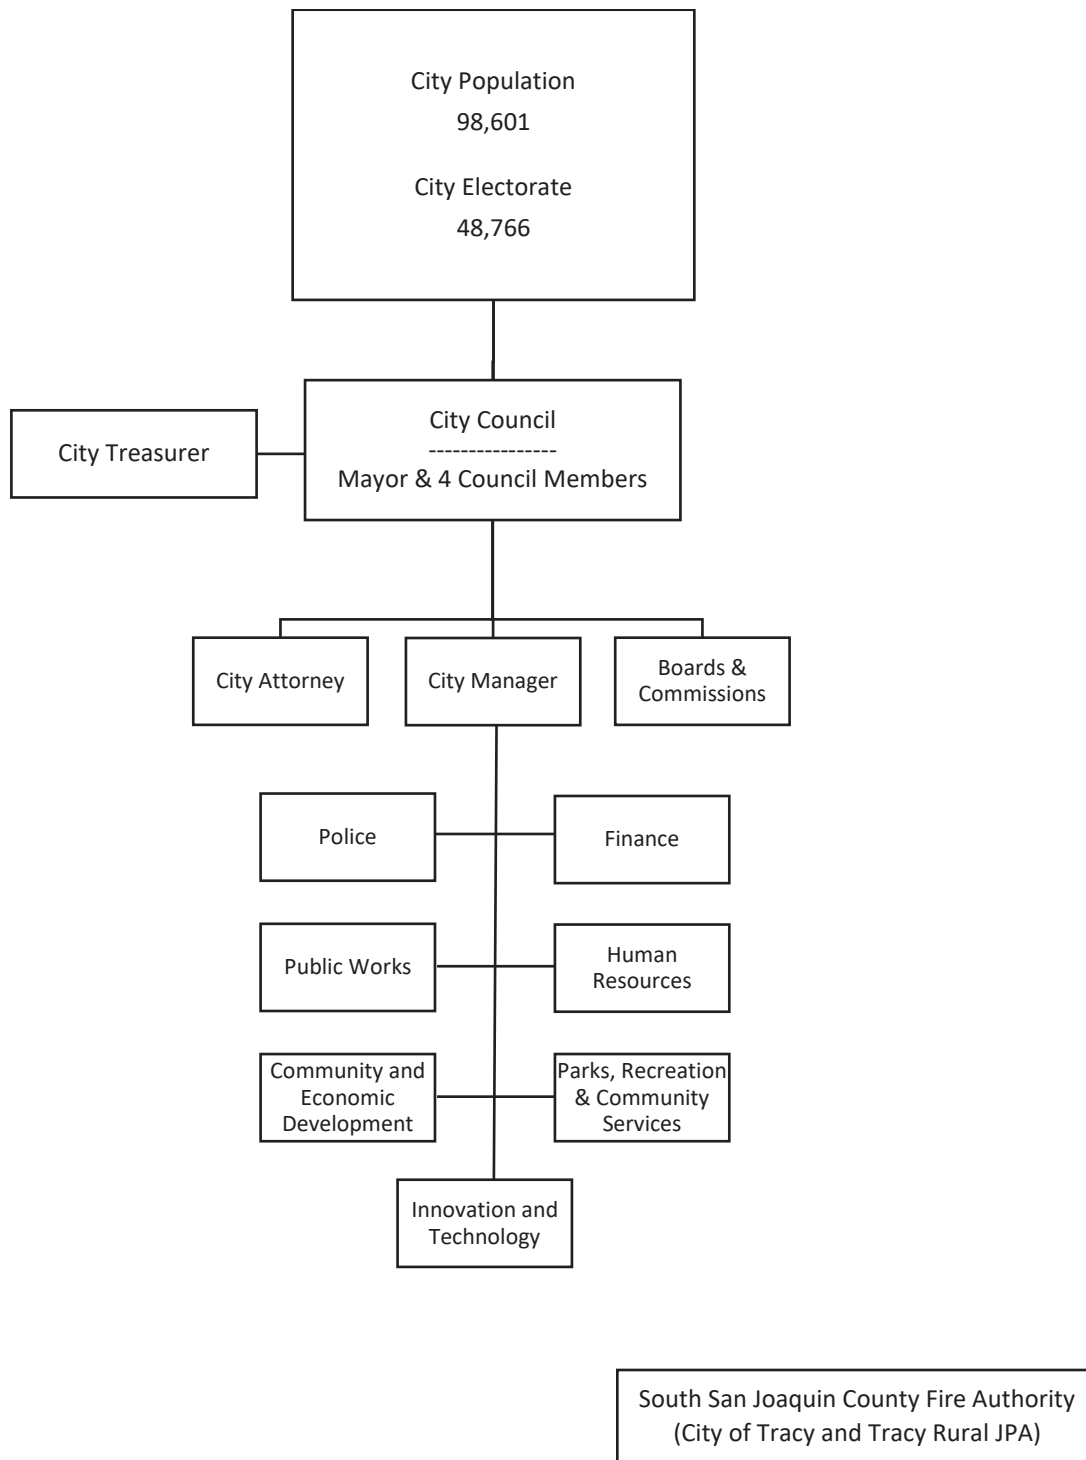 City Population
98,601
City Electorate
48,766
City Treasurer
City Council
----------------
Mayor & 4 Council Members
City Attorney
City Manager
Boards &
Commissions
Police
Finance
Public Works
Human
Resources
Community and
Economic
Development
Parks, Recreation
& Community
Services
Innovation and
Technology
South San Joaquin County Fire Authority
(City of Tracy and Tracy Rural JPA)